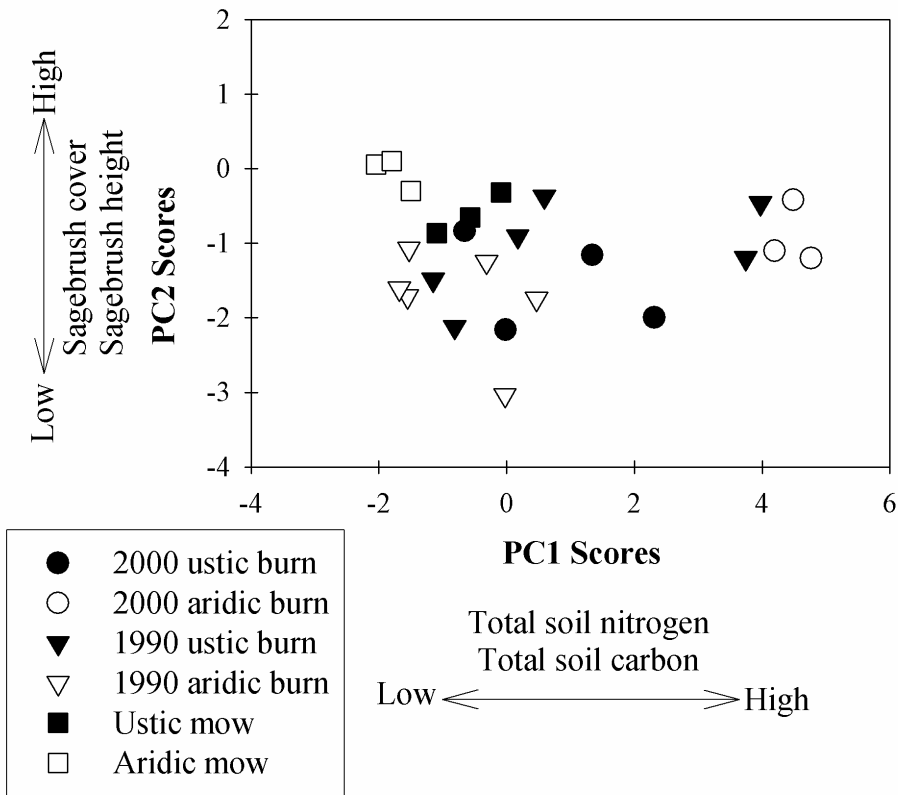 2
1
0
-1
-2
-3
-4
-4
-2
0
2
4
6
High
Low
Sagebrush cover
Sagebrush height
PC2 Scores
PC1 Scores
Total soil nitrogen
Total soil carbon
Low
High
2000 ustic burn
2000 aridic burn
1990 ustic burn
1990 aridic burn
Ustic mow
Aridic mow